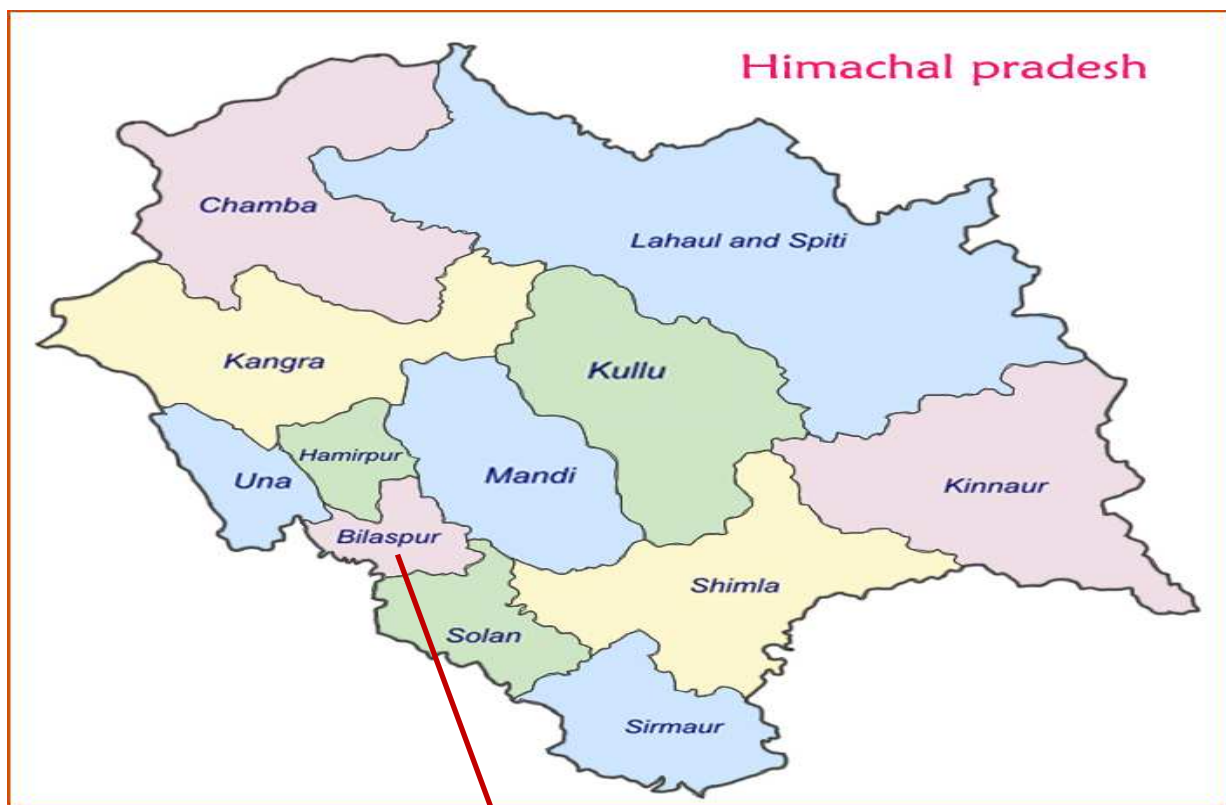 Himachal pradesh
Chamba
Lahaul and Spiti
Kangra
Kullu
Hamirpur
Una
Mandi
Kinnaur
Bilaspur
Shimla
Solan
Sirmaur